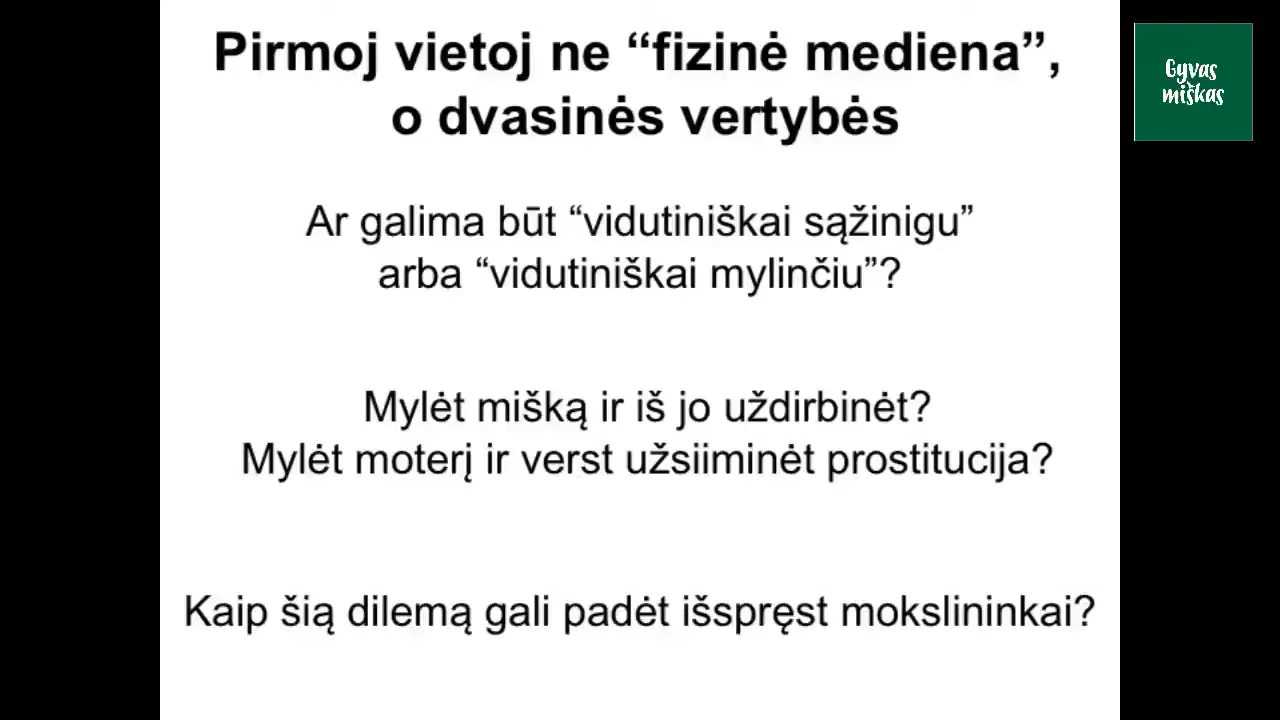 Pirmoj vietoj ne “fizinė mediena”,
o dvasinės vertybės
Gyvas
miškas
Ar galima būt “vidutiniškai sąžinigu”
arba “vidutiniškai mylinčiu”?
Mylėt mišką ir iš jo uždirbinėt?
Mylėt moterį ir verst užsiiminėt prostitucija?
Kaip šią dilemą gali padėt išspręst mokslininkai?